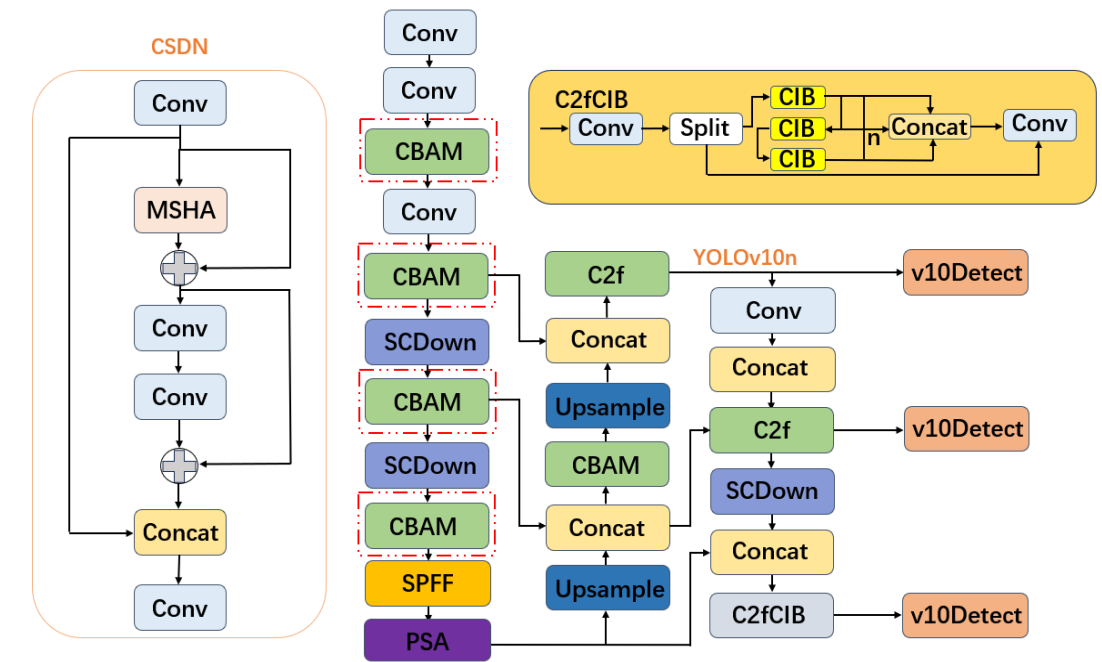 CSDN
Conv
MSHA
Conv
Conv
Concat
Conv
Conv
Conv
CBAM
Conv
CBAM
SCDown
CBAM
SCDown
CBAM
SPFF
PSA
C2fCIB
Conv
Split
CIB
CIB
CIB
n
Concat
Conv
C2f
Concat
Upsample
CBAM
Concat
Upsample
YOLOv10n
Conv
Concat
C2f
SCDown
Concat
C2fCIB
v10Detect
v10Detect
v10Detect